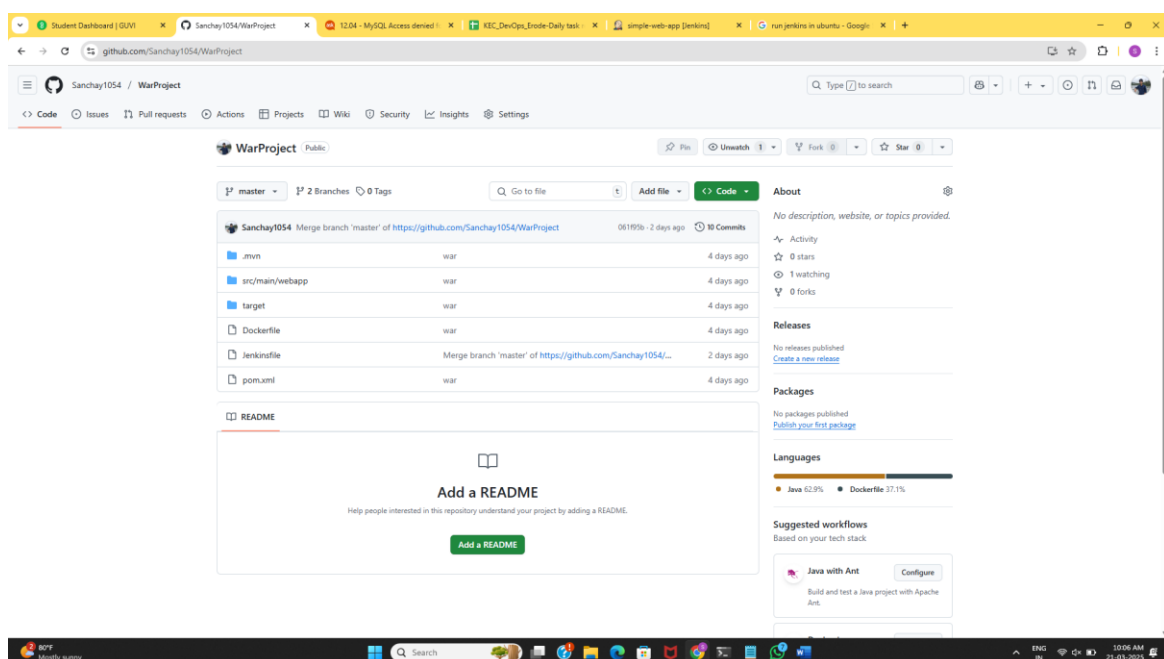 Student Dashboard | GUVI
Sanchay1054/WarProject
12.04 - MySQL Access denied f
KEC_DevOps_Erode-Daily task
simple-web-app [Jenkins]
run jenkins in ubuntu - Google
github.com/Sanchay1054/WarProject
Sanchay1054 / WarProject
Type / to search
Code Issues Pull requests Actions Projects Wiki Security Insights Settings
WarProject Public
Pin Unwatch 1 Fork 0 Star 0
master 2 Branches 0 Tags Go to file t Add file Code
Sanchay1054 Merge branch 'master' of https://github.com/Sanchay1054/WarProject 061f95b · 2 days ago 10 Commits
.mvn war 4 days ago
src/main/webapp war 4 days ago
target war 4 days ago
Dockerfile war 4 days ago
Jenkinsfile Merge branch 'master' of https://github.com/Sanchay1054/... 2 days ago
pom.xml war 4 days ago
README
Add a README
Help people interested in this repository understand your project by adding a README.
Add a README
About
No description, website, or topics provided.
Activity
0 stars
1 watching
0 forks
Releases
No releases published
Create a new release
Packages
No packages published
Publish your first package
Languages
Java 62.9% Dockerfile 37.1%
Suggested workflows
Based on your tech stack
Java with Ant Configure
Build and test a Java project with Apache
Ant.
2
80°F
Mostly sunny
Search
ENG
IN
10:06 AM
21-03-2025